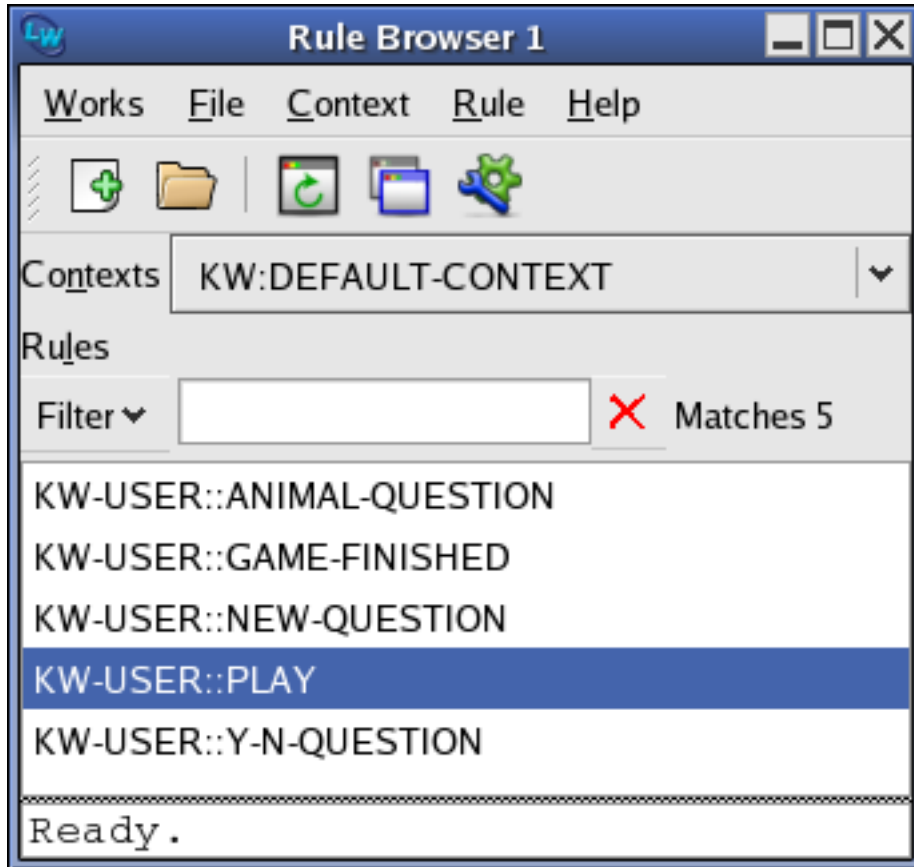 LW Rule Browser 1
Works File Context Rule Help
Contexts KW:DEFAULT-CONTEXT
Rules
Filter Matches 5
KW-USER::ANIMAL-QUESTION
KW-USER::GAME-FINISHED
KW-USER::NEW-QUESTION
KW-USER::PLAY
KW-USER::Y-N-QUESTION
Ready.